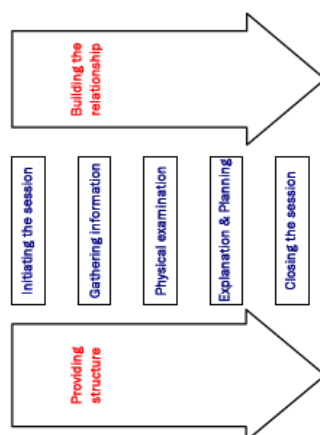 Building the
relationship
Initiating the session
Gathering information
Physical examination
Explanation & Planning
Closing the session
Providing
structure